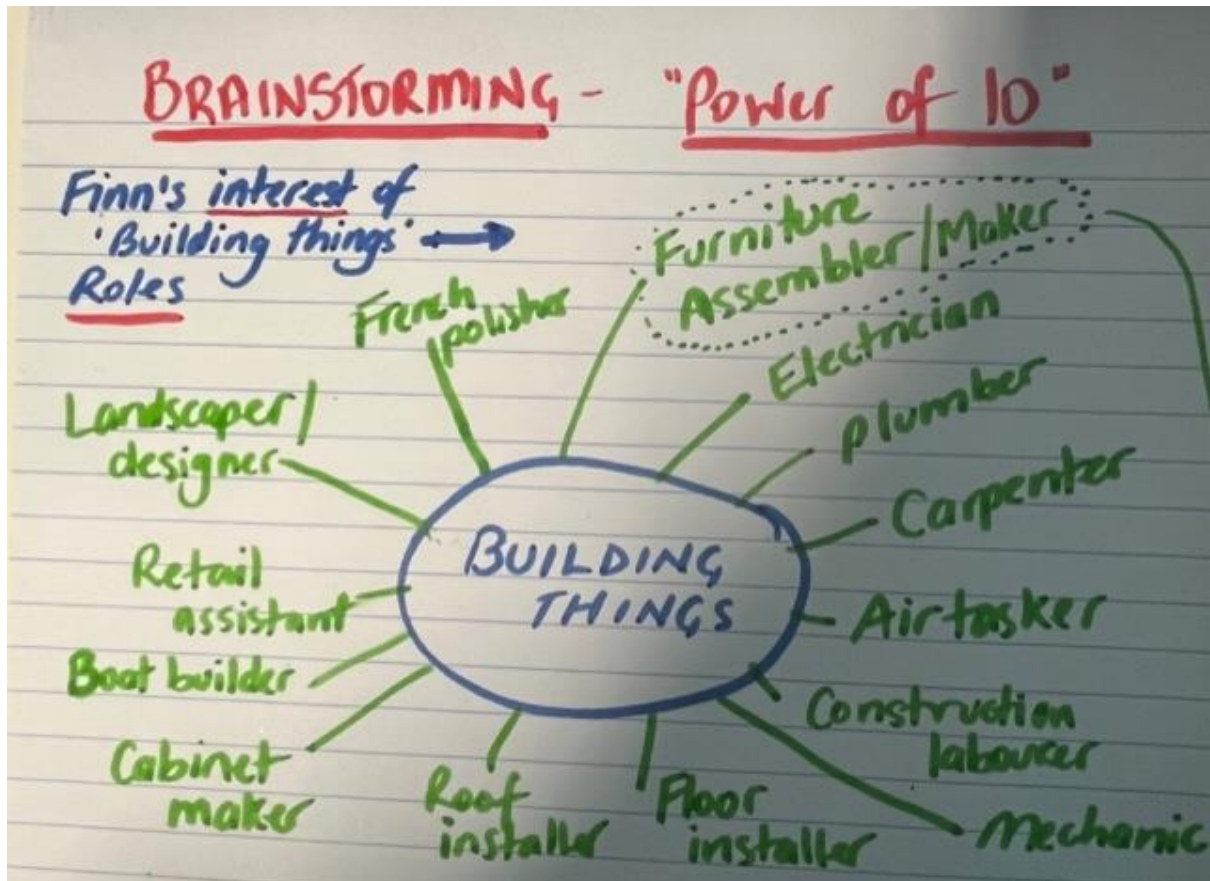 BRAINSTORMING - "Power of 10"
Finn's interest of
'Building things'
Roles
Furniture
Assembler/Maker
Electrician
plumber
Carpenter
Airtasker
Construction
labourer
Mechanic
Floor
installer
Roof
installer
Cabinet
maker
Boat builder
Retail
assistant
Landscaper/
designer
French
polisher
BUILDING
THINGS